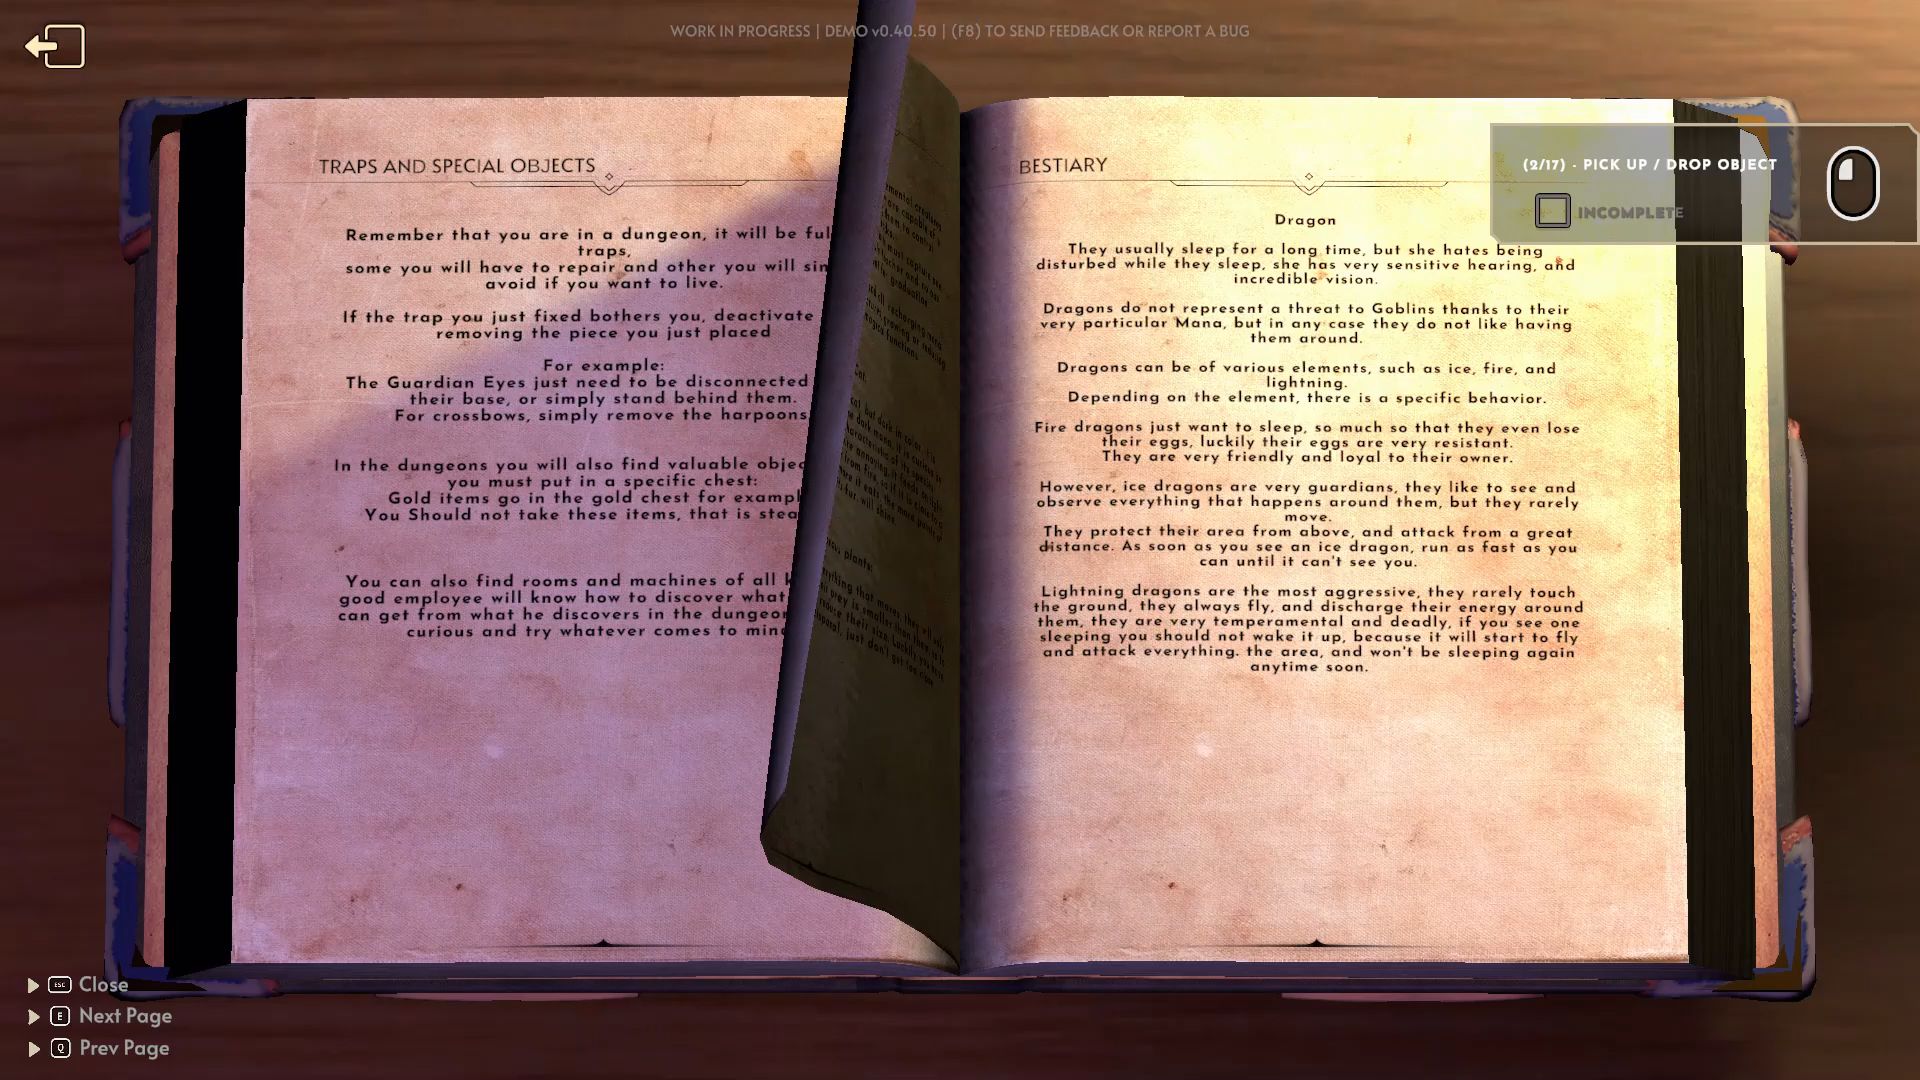 WORK IN PROGRESS | DEMO v0.40.50 | (F8) TO SEND FEEDBACK OR REPORT A BUG
TRAPS AND SPECIAL OBJECTS
Remember that you are in a dungeon, it will be
traps,
some you will have to repair and other you will
avoid if you want to live.
If the trap you just fixed bothers you, deactivate
removing the piece you just placed
For example:
The Guardian Eyes just need to be disconnected
their base, or simply stand behind them.
For crossbows, simply remove the harpoons
In the dungeons you will also find valuable
you must put in a specific chest:
Gold items go in the gold chest for
You Should not take these items, that is
You can also find rooms and machines of all
good employee will know how to discover what
can get from what he discovers in the
curious and try whatever comes to
BESTIARY
Dragon
They usually sleep for a long time, but she hates being
disturbed while they sleep, she has very sensitive hearing, and
incredible vision.
Dragons do not represent a threat to Goblins thanks to their
very particular Mana, but in any case they do not like having
them around.
Dragons can be of various elements, such as ice, fire, and
lightning.
Depending on the element, there is a specific behavior.
Fire dragons just want to sleep, so much so that they even lose
their eggs, luckily their eggs are very resistant.
They are very friendly and loyal to their owner.
However, ice dragons are very guardians, they like to see and
observe everything that happens around them, but they rarely
move.
They protect their area from above, and attack from a great
distance. As soon as you see an ice dragon, run as fast as you
can until it can't see you.
Lightning dragons are the most aggressive, they rarely touch
the ground, they always fly, and discharge their energy around
them, they are very temperamental and deadly, if you see one
sleeping you should not wake it up, because it will start to fly
and attack everything. the area, and won't be sleeping again
anytime soon.
(2/17) - PICK UP / DROP OBJECT
INCOMPLETE
ESC Close
E Next Page
Q Prev Page